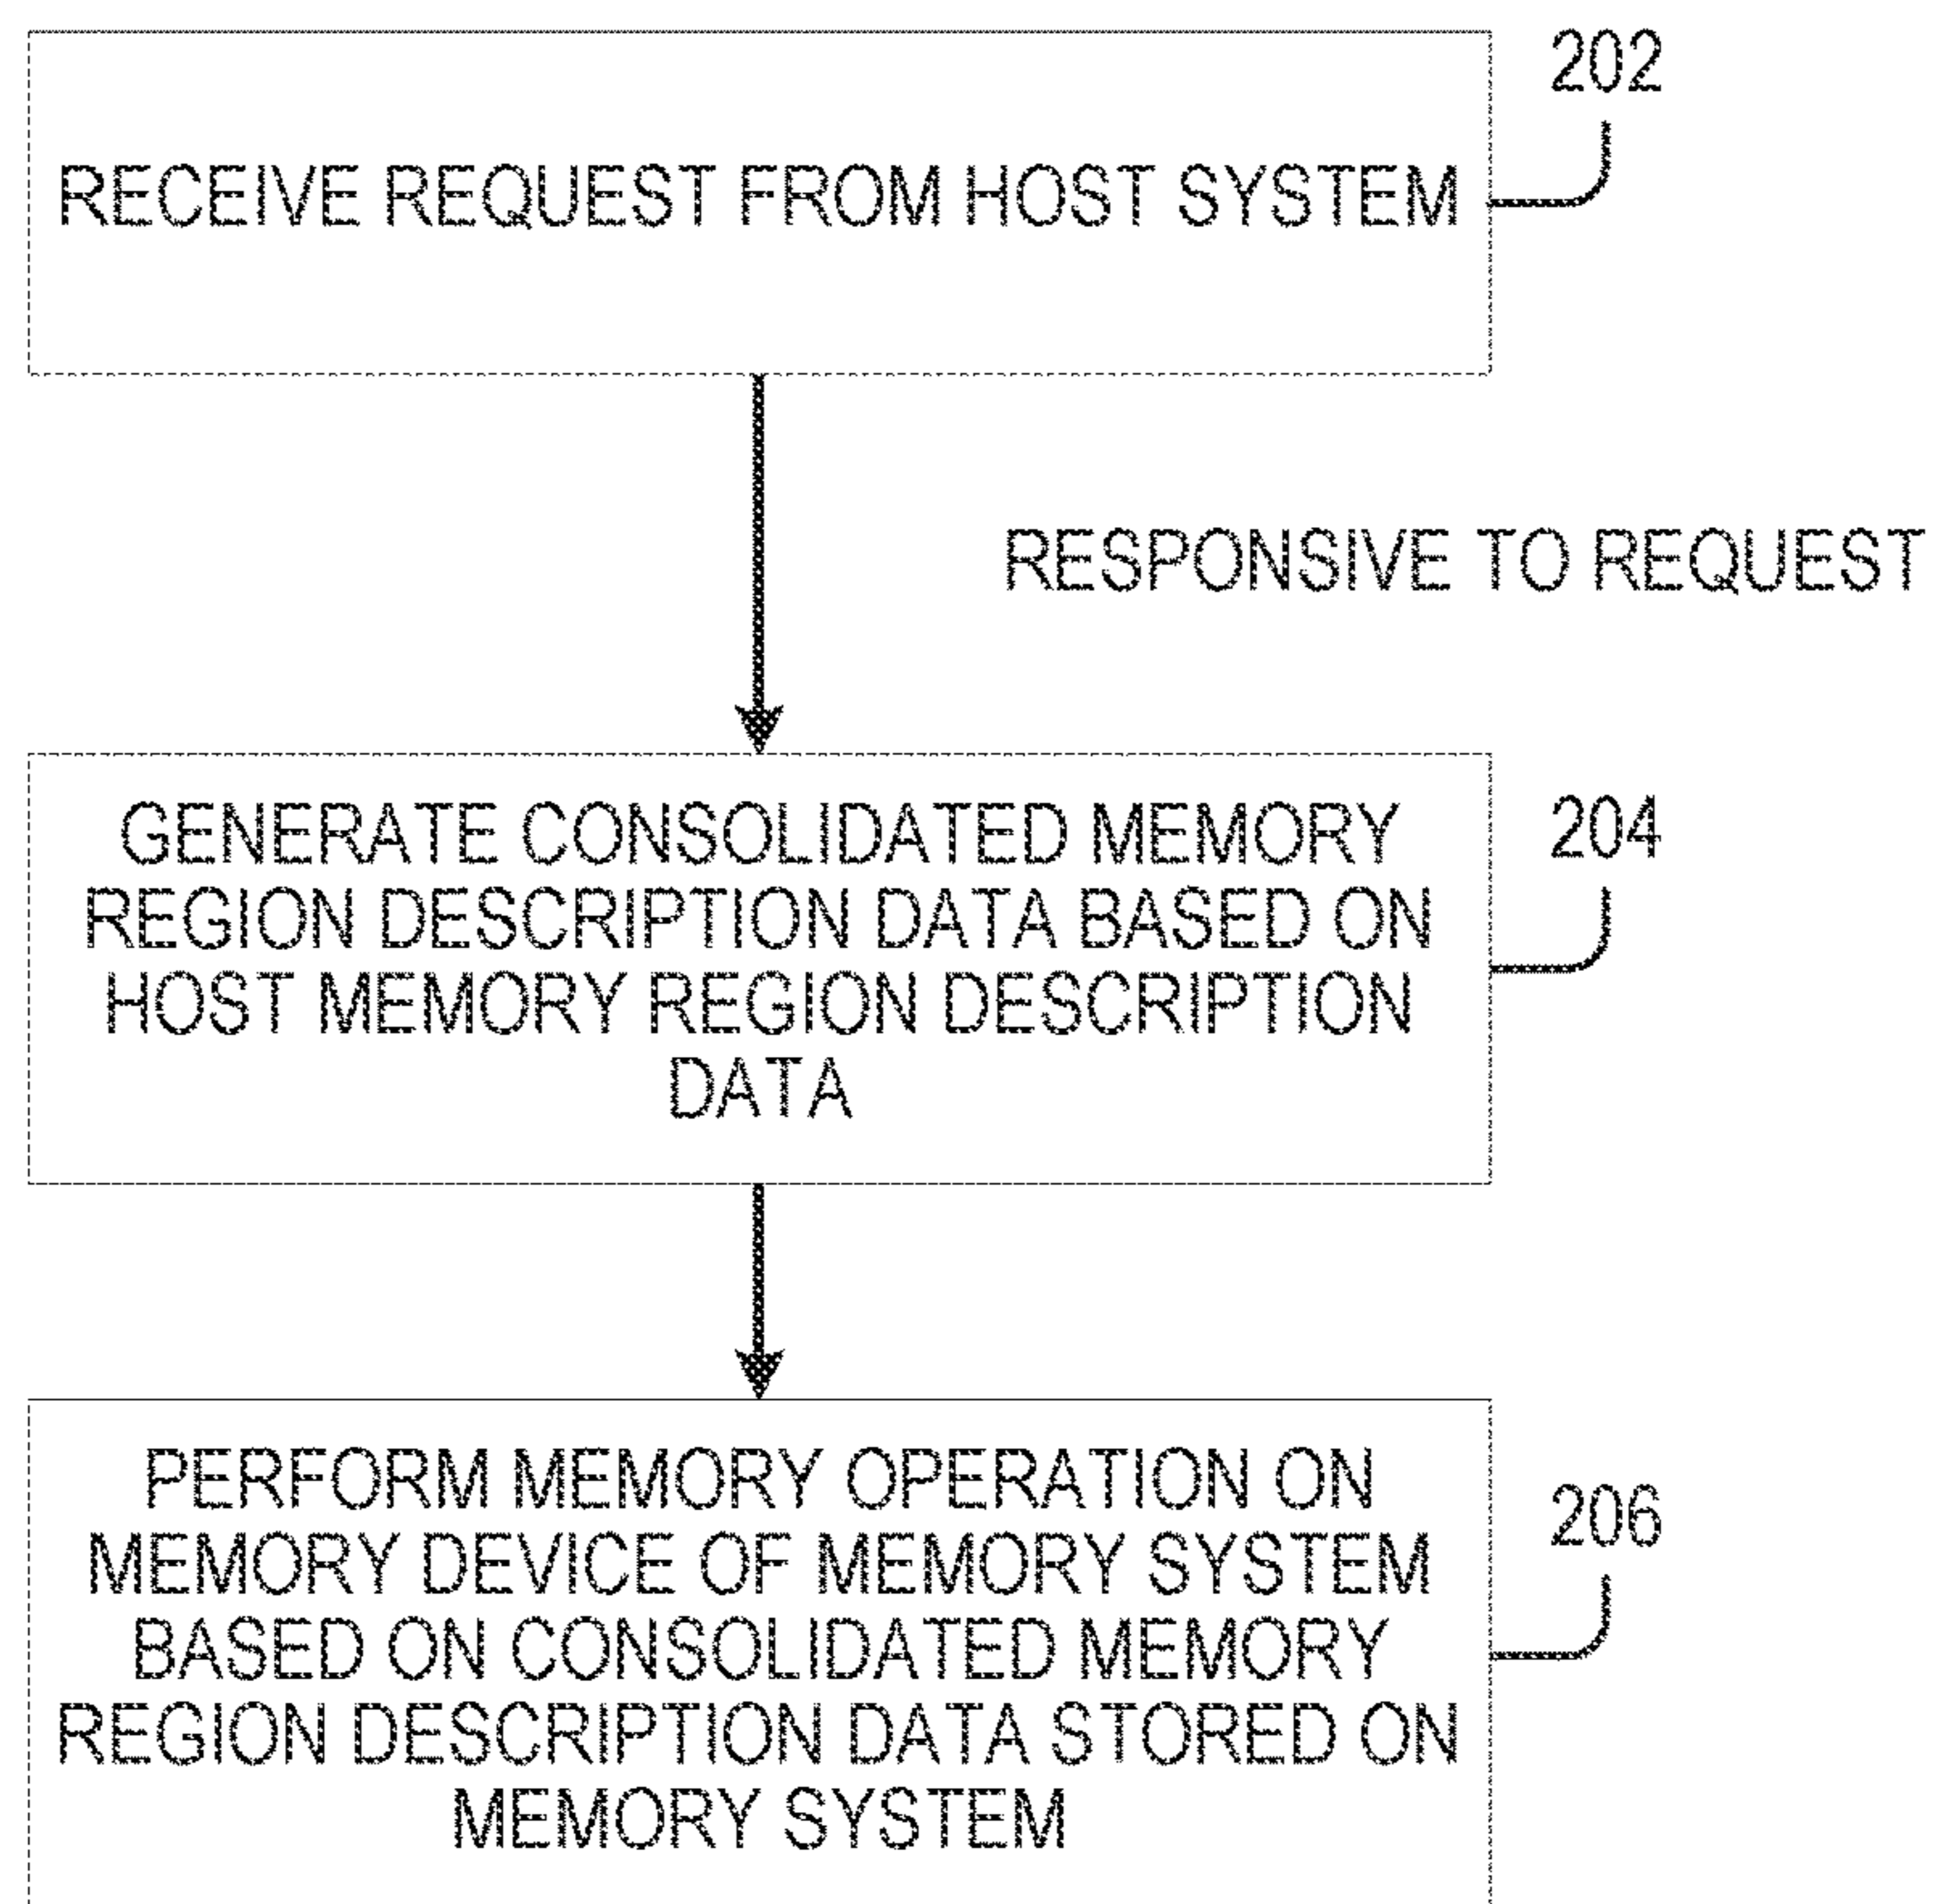 202
RECEIVE REQUEST FROM HOST SYSTEM
RESPONSIVE TO REQUEST
GENERATE CONSOLIDATED MEMORY
REGION DESCRIPTION DATA BASED ON
HOST MEMORY REGION DESCRIPTION
DATA
204
PERFORM MEMORY OPERATION ON
MEMORY DEVICE OF MEMORY SYSTEM
BASED ON CONSOLIDATED MEMORY
REGION DESCRIPTION DATA STORED ON
MEMORY SYSTEM
206